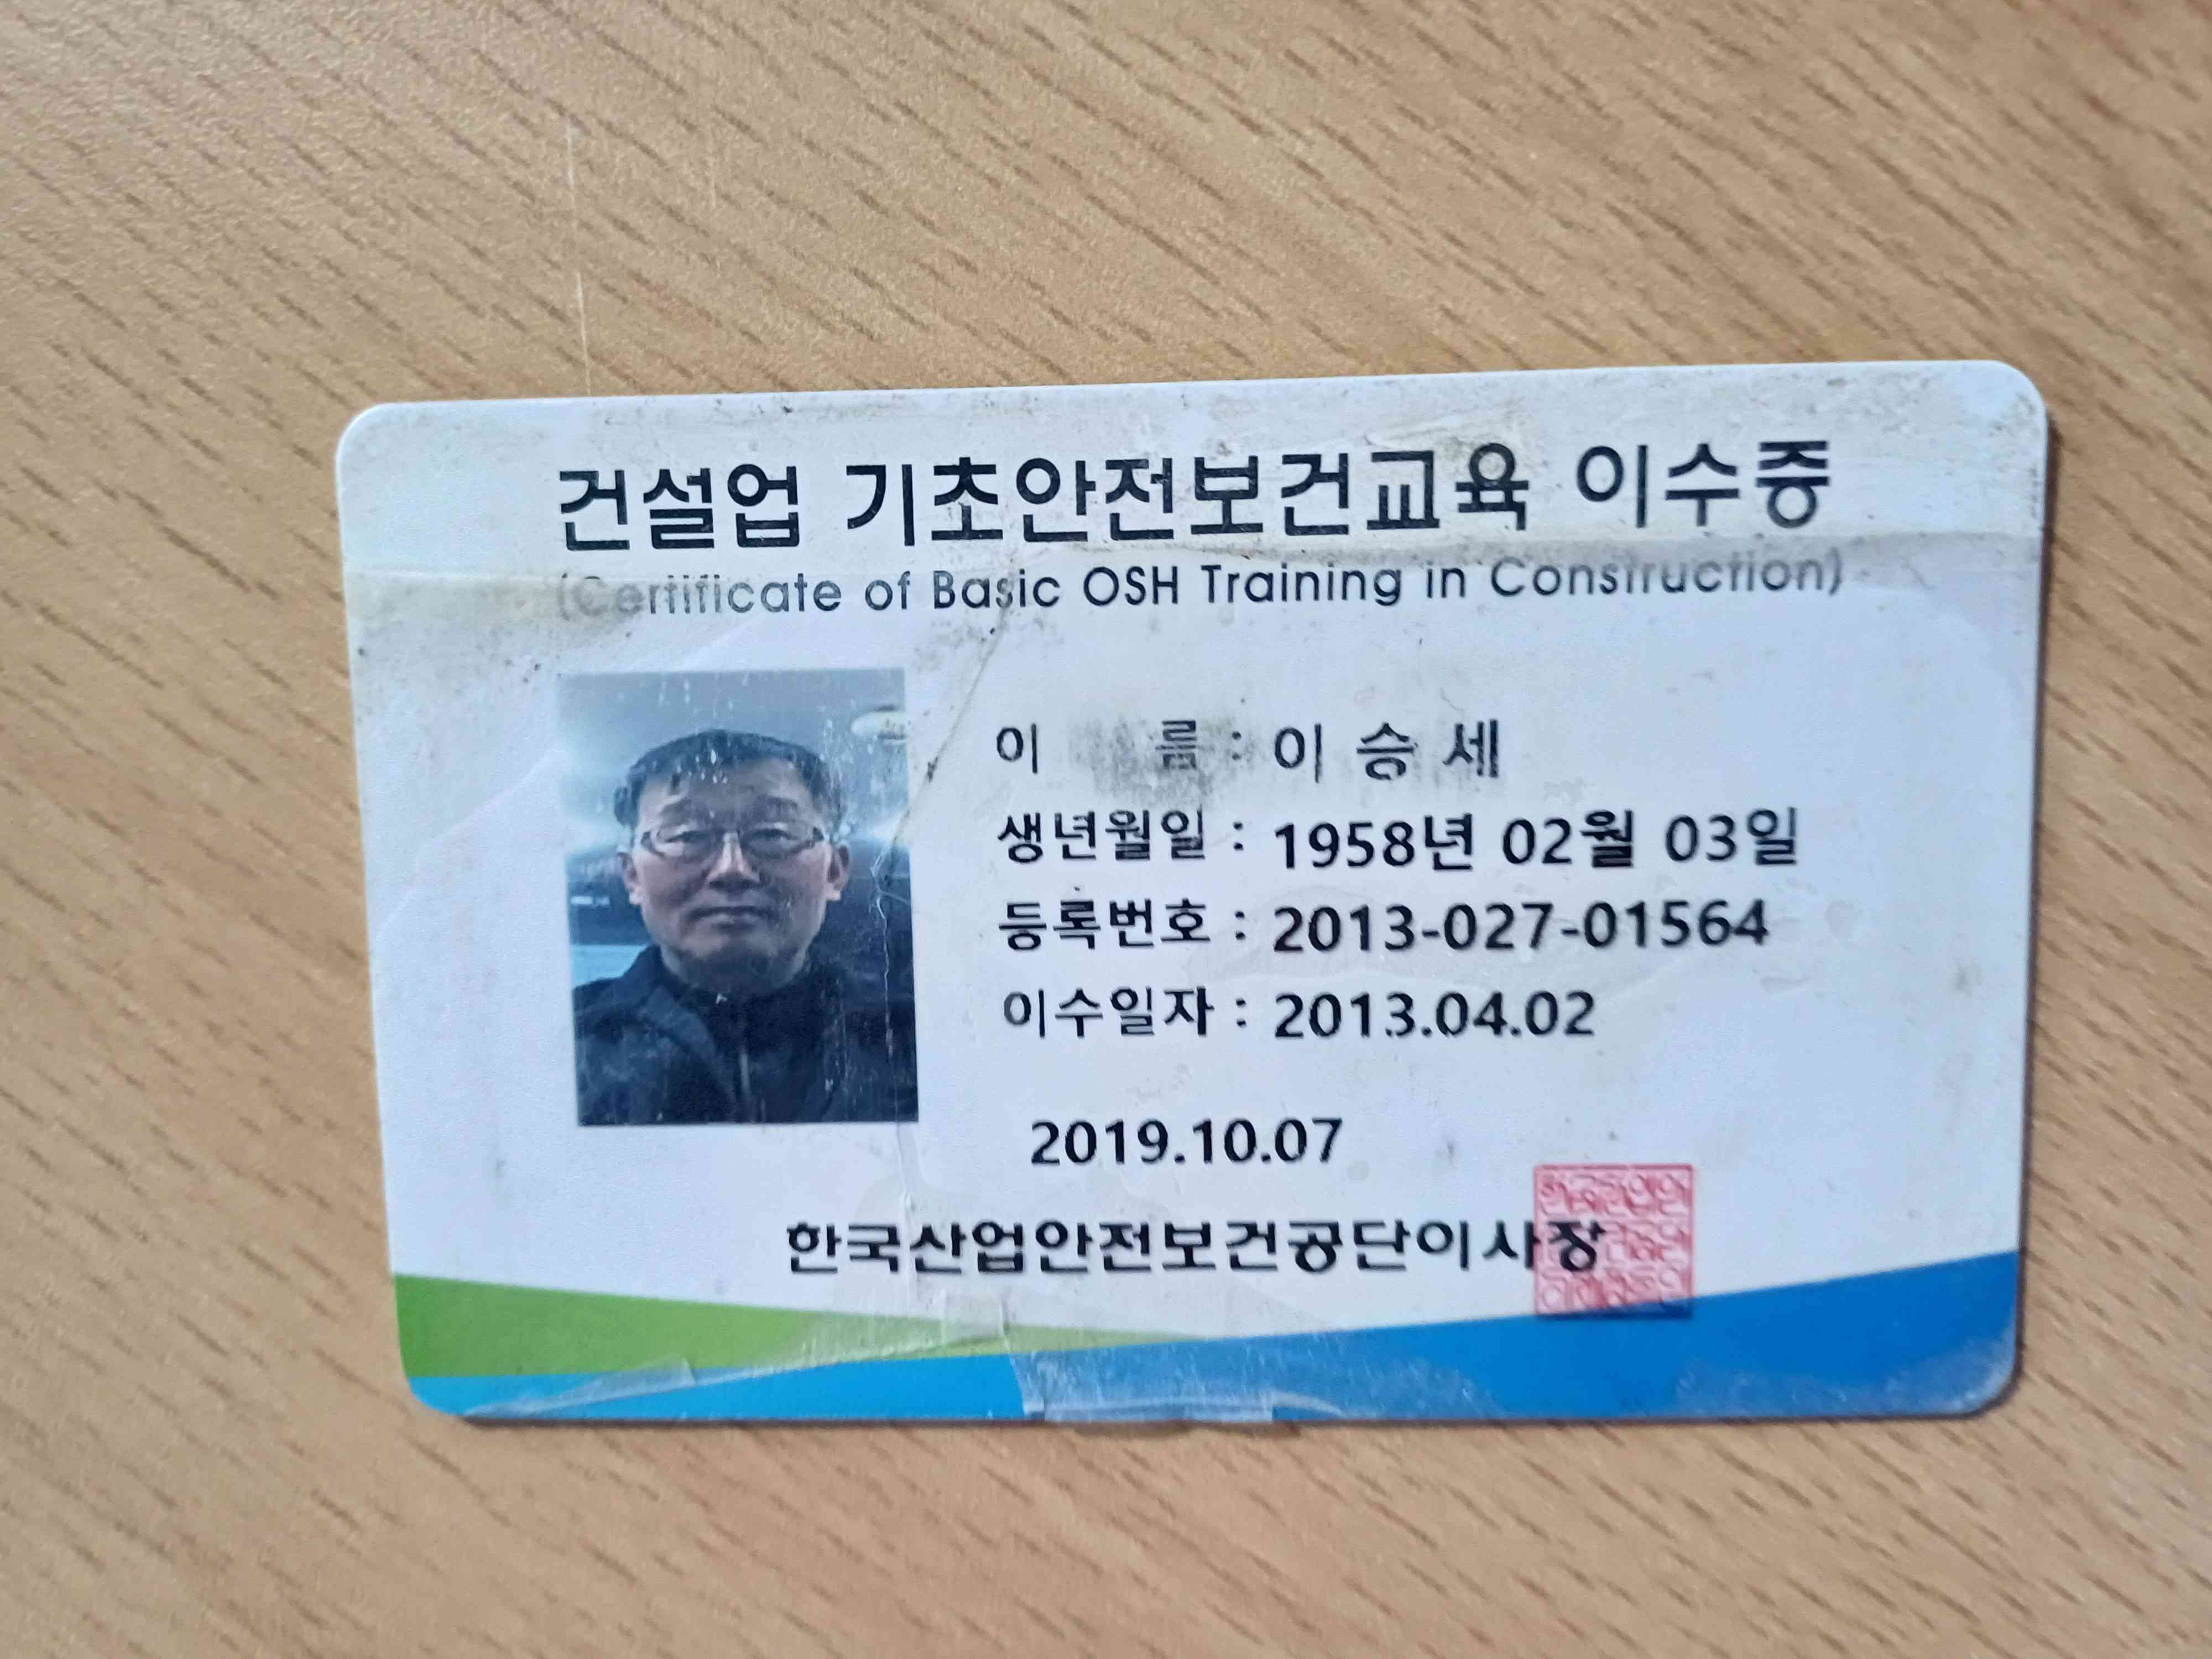 건설업 기초안전보건교육 이수증
(Certificate of Basic OSH Training in Construction)
이 름 : 이 승 세
생년월일 : 1958년 02월 03일
등록번호 : 2013-027-01564
이수일자 : 2013.04.02
2019.10.07
한국산업안전보건공단이사장